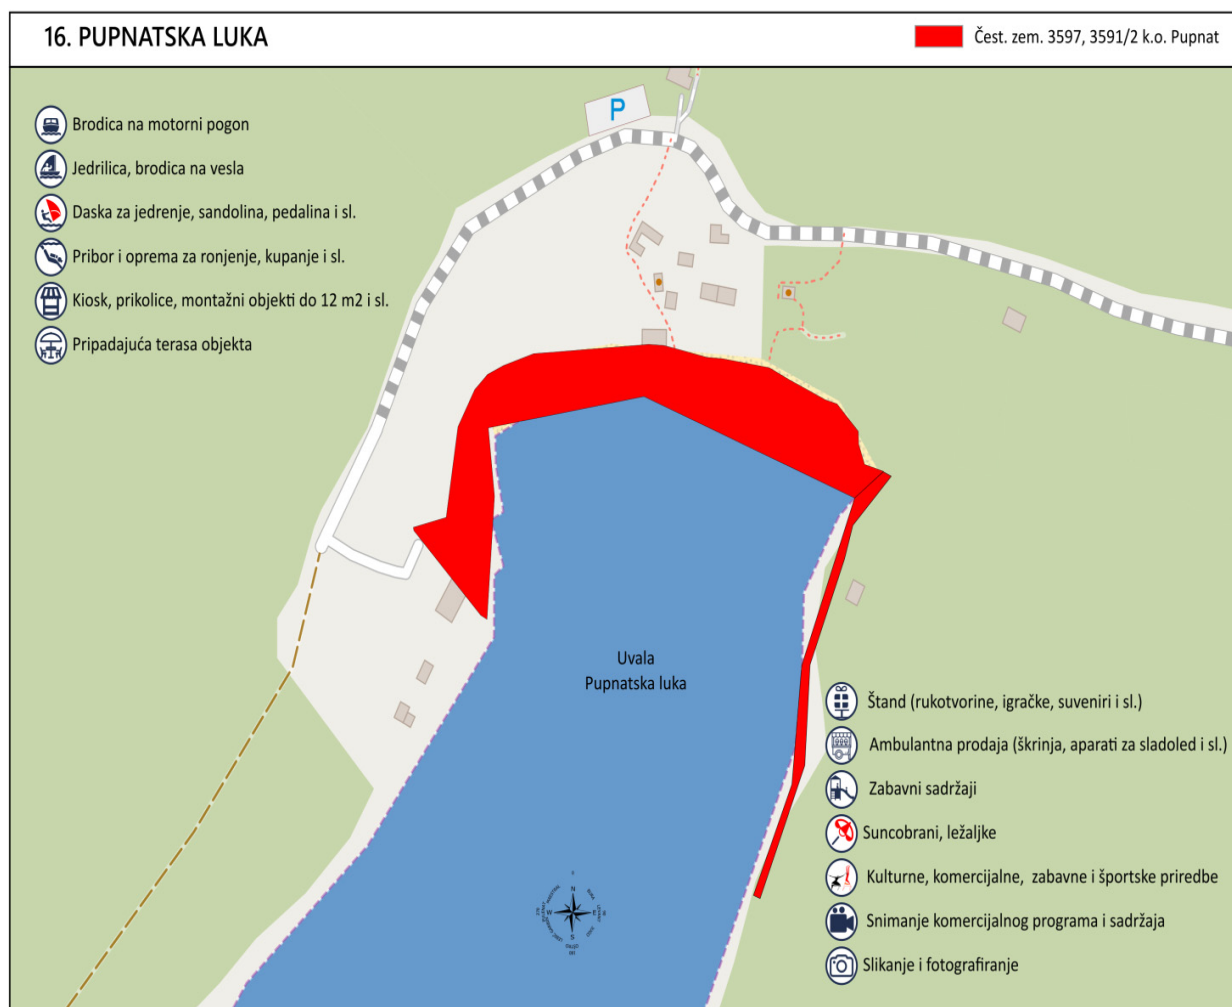 16. PUPNATSKA LUKA
Čest. zem. 3597, 3591/2 k.o. Pupnat
P
Brodica na motorni pogon
Jedrilica, brodica na vesla
Daska za jedrenje, sandolina, pedalina i sl.
Pribor i oprema za ronjenje, kupanje i sl.
Kiosk, prikolice, montažni objekti do 12 m2 i sl.
Pripadajuća terasa objekta
Uvala
Pupnatska luka
Štand (rukotvorine, igračke, suveniri i sl.)
Ambulantna prodaja (škrinja, aparati za sladoled i sl.)
Zabavni sadržaji
Suncobrani, ležaljke
Kulturne, komercijalne, zabavne i športske priredbe
Snimanje komercijalnog programa i sadržaja
Slikanje i fotografiranje
N
W
E
S